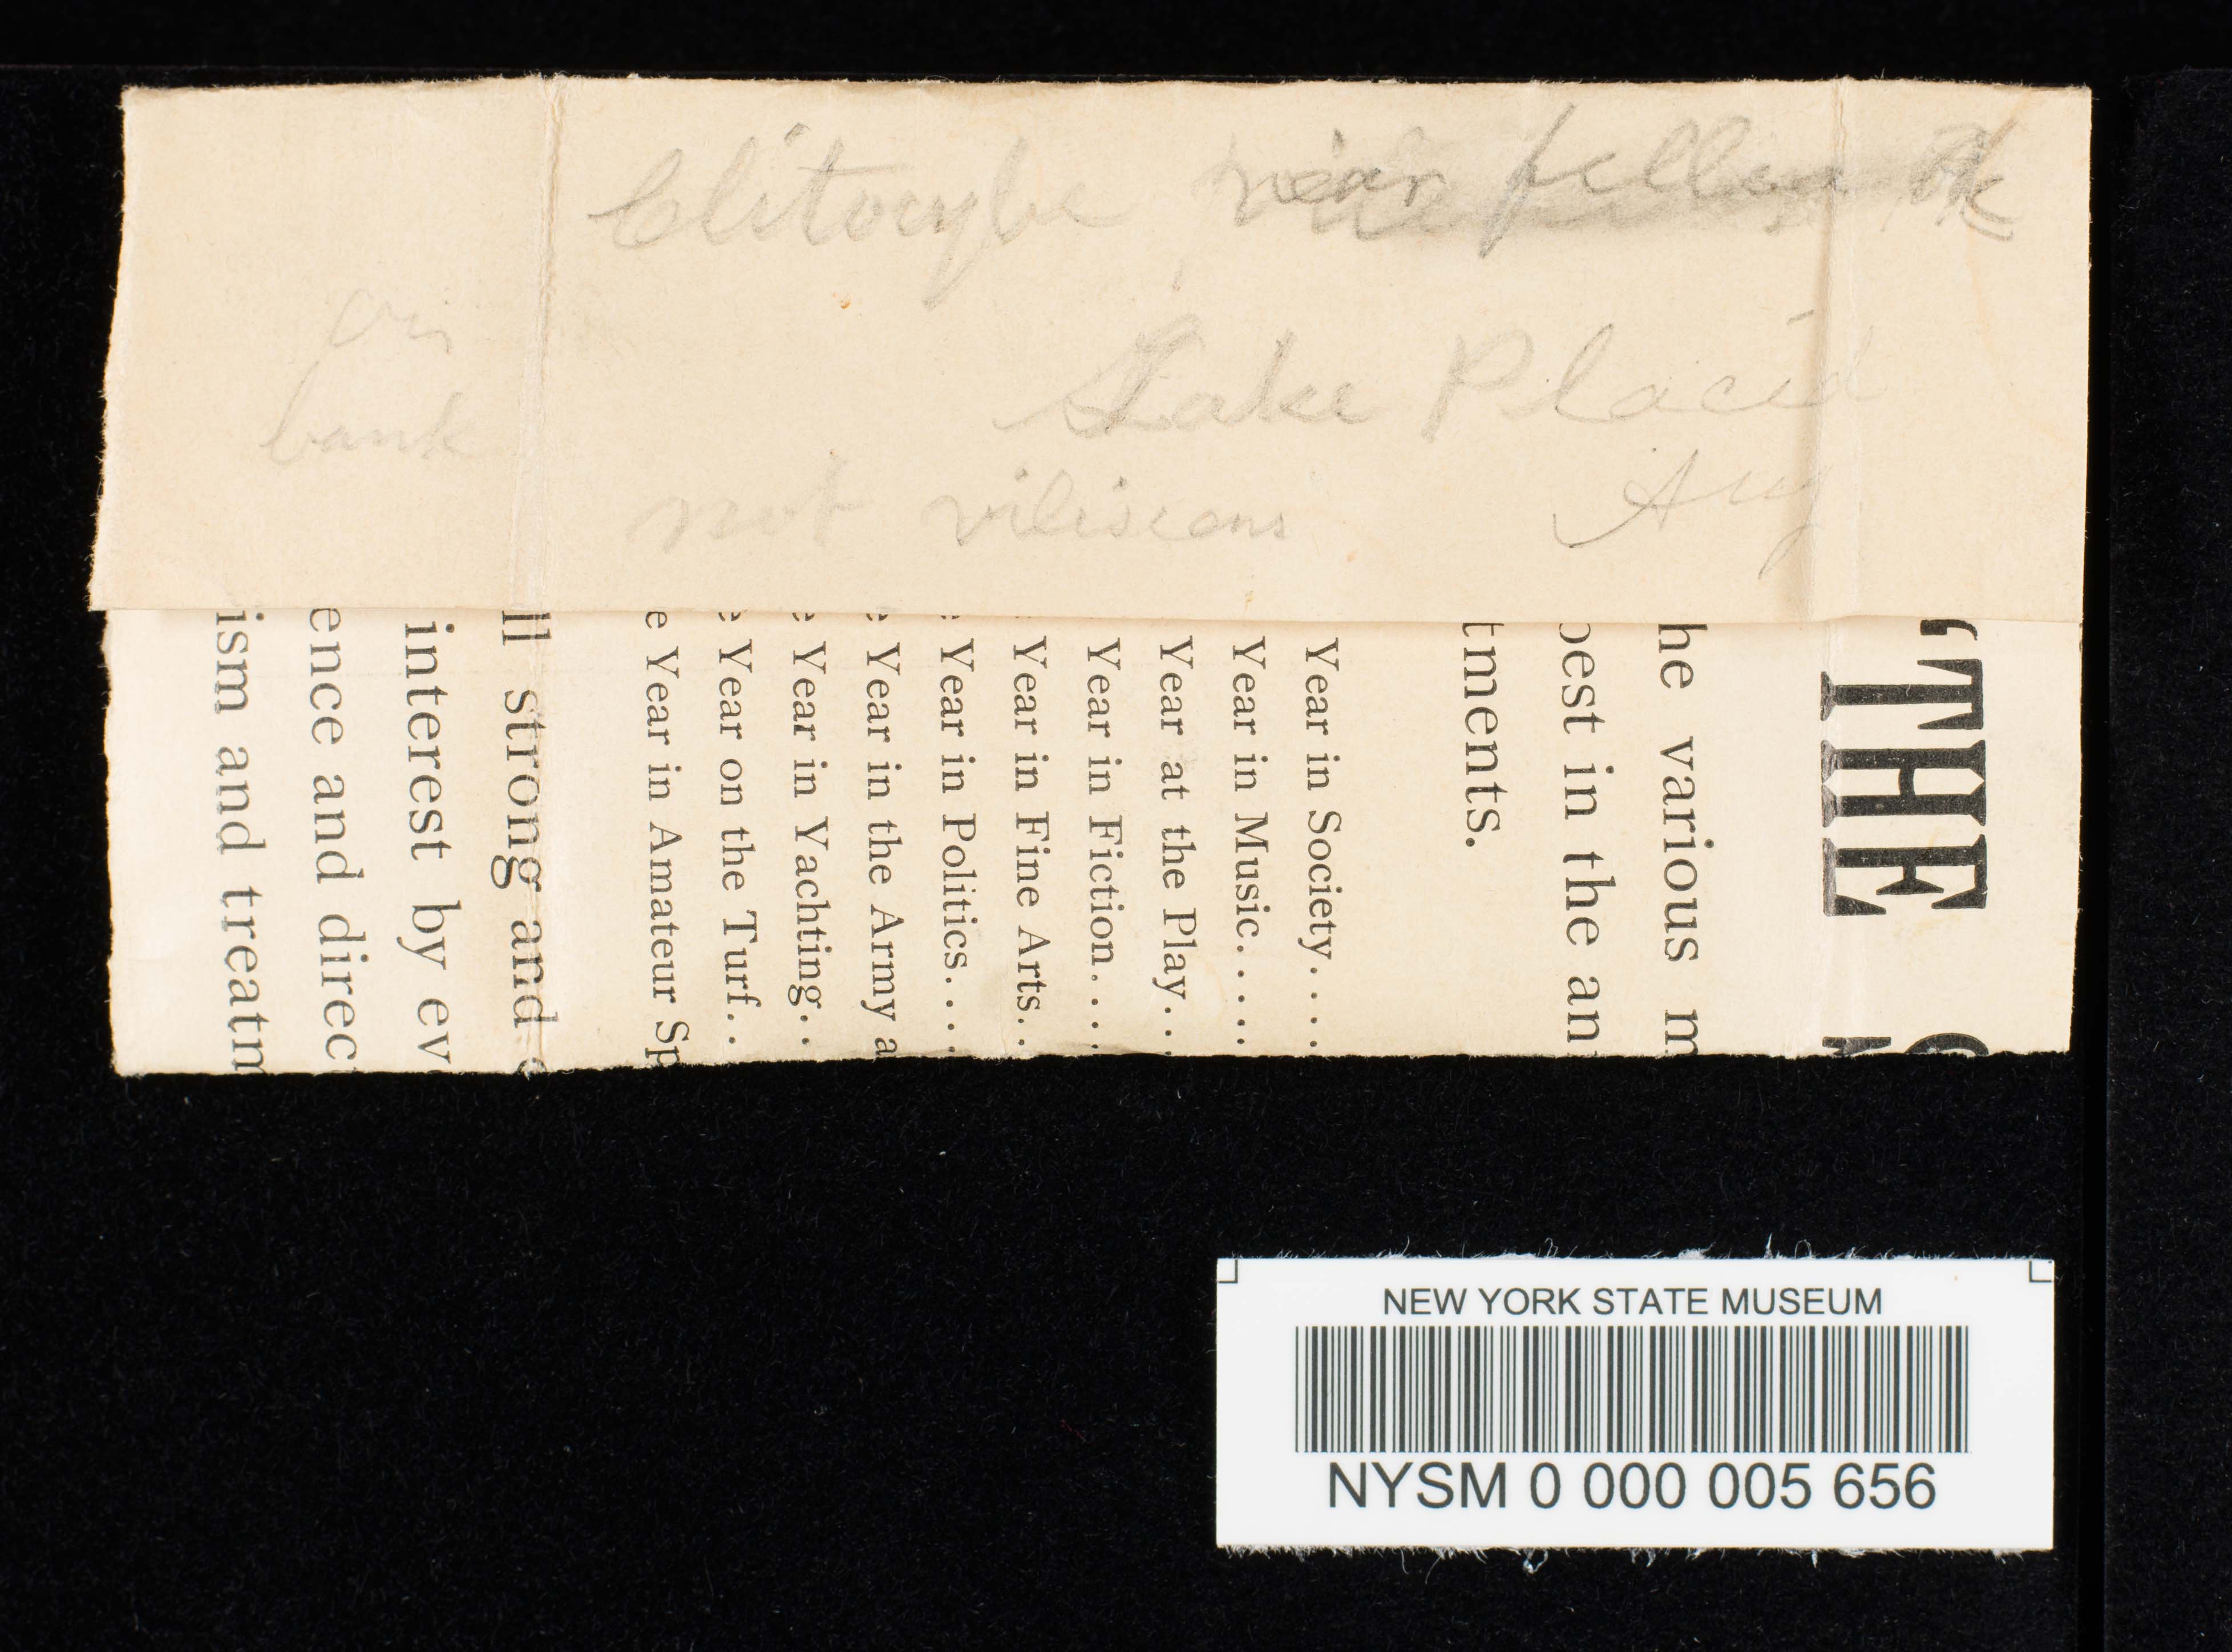 Clitocybe near
Lake Placid
Aug
on
bank
not viliscens
'THE
he various m
best in the an
tments.
Year in Society....
Year in Music.....
Year at the Play...
Year in Fiction....
Year in Fine Arts..
Year in Politics....
e Year in the Army a
e Year in Yachting..
e Year on the Turf..
e Year in Amateur Sp
ll strong and
interest by ev
ence and direc
ism and treatm
NEW YORK STATE MUSEUM
NYSM 0 000 005 656